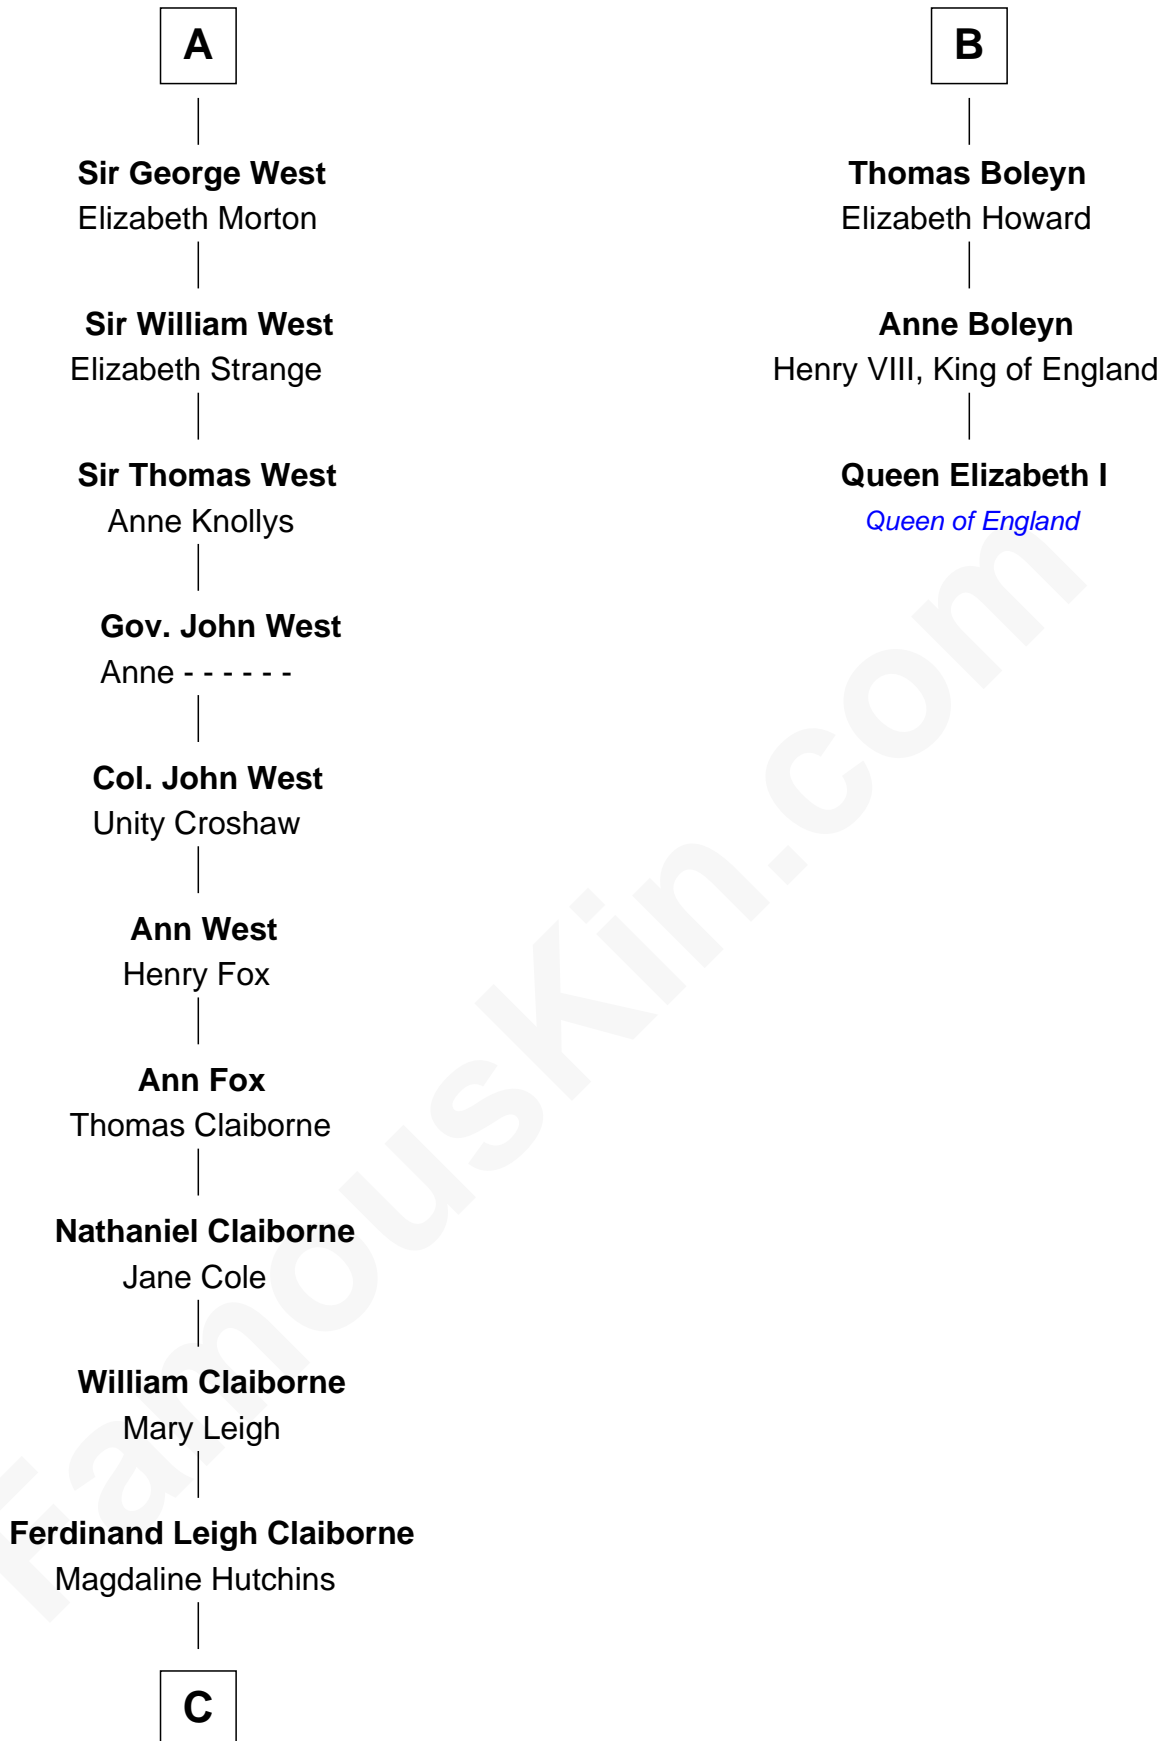 A
Sir George West
Elizabeth Morton
Sir William West
Elizabeth Strange
Sir Thomas West
Anne Knollys
Gov. John West
Anne - - - - - -
Col. John West
Unity Croshaw
Ann West
Henry Fox
Ann Fox
Thomas Claiborne
Nathaniel Claiborne
Jane Cole
William Claiborne
Mary Leigh
Ferdinand Leigh Claiborne
Magdaline Hutchins
C
B
Thomas Boleyn
Elizabeth Howard
Anne Boleyn
Henry VIII, King of England
Queen Elizabeth I
Queen of England
FamousKin.com